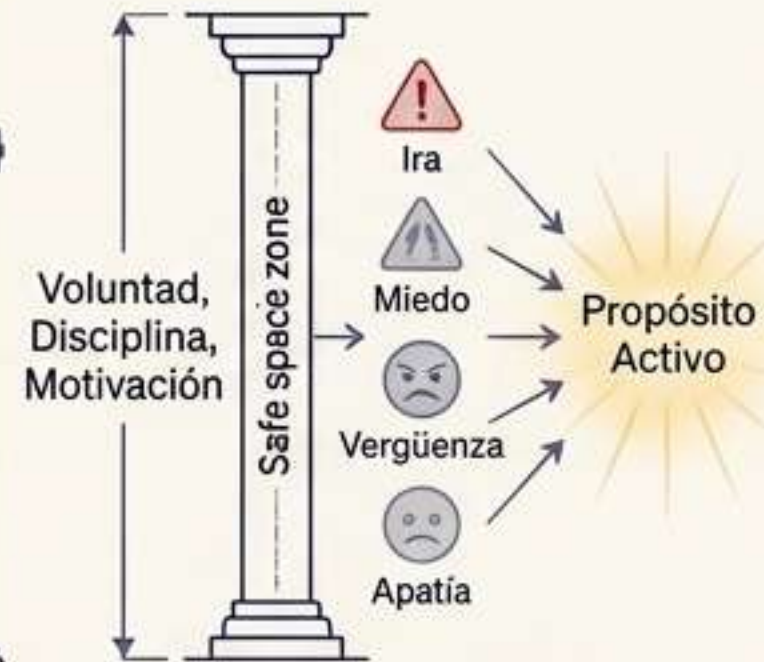 Voluntad,
Disciplina,
Motivación
Safe space zone
!
Ira
Miedo
Vergüenza
Apatía
Propósito
Activo